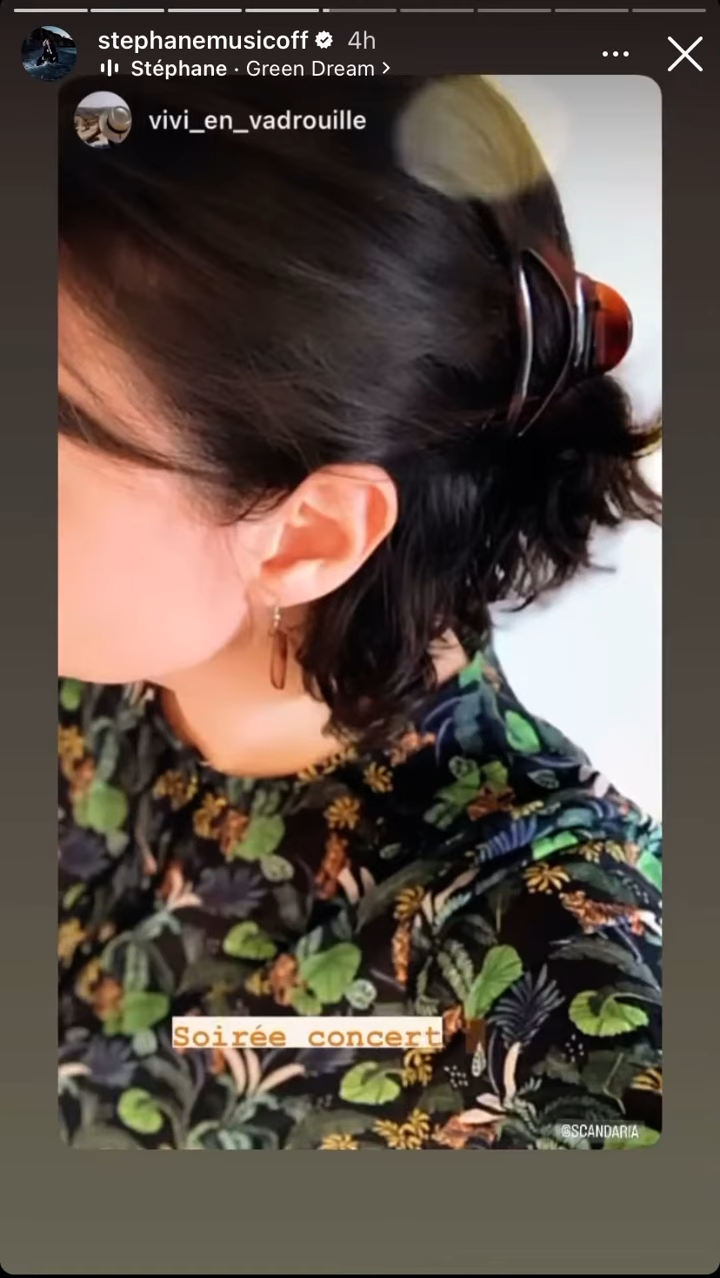 stephanemusicoff 4h
Stéphane · Green Dream >
vivi_en_vadrouille
Soirée concert
@SCANDARIA